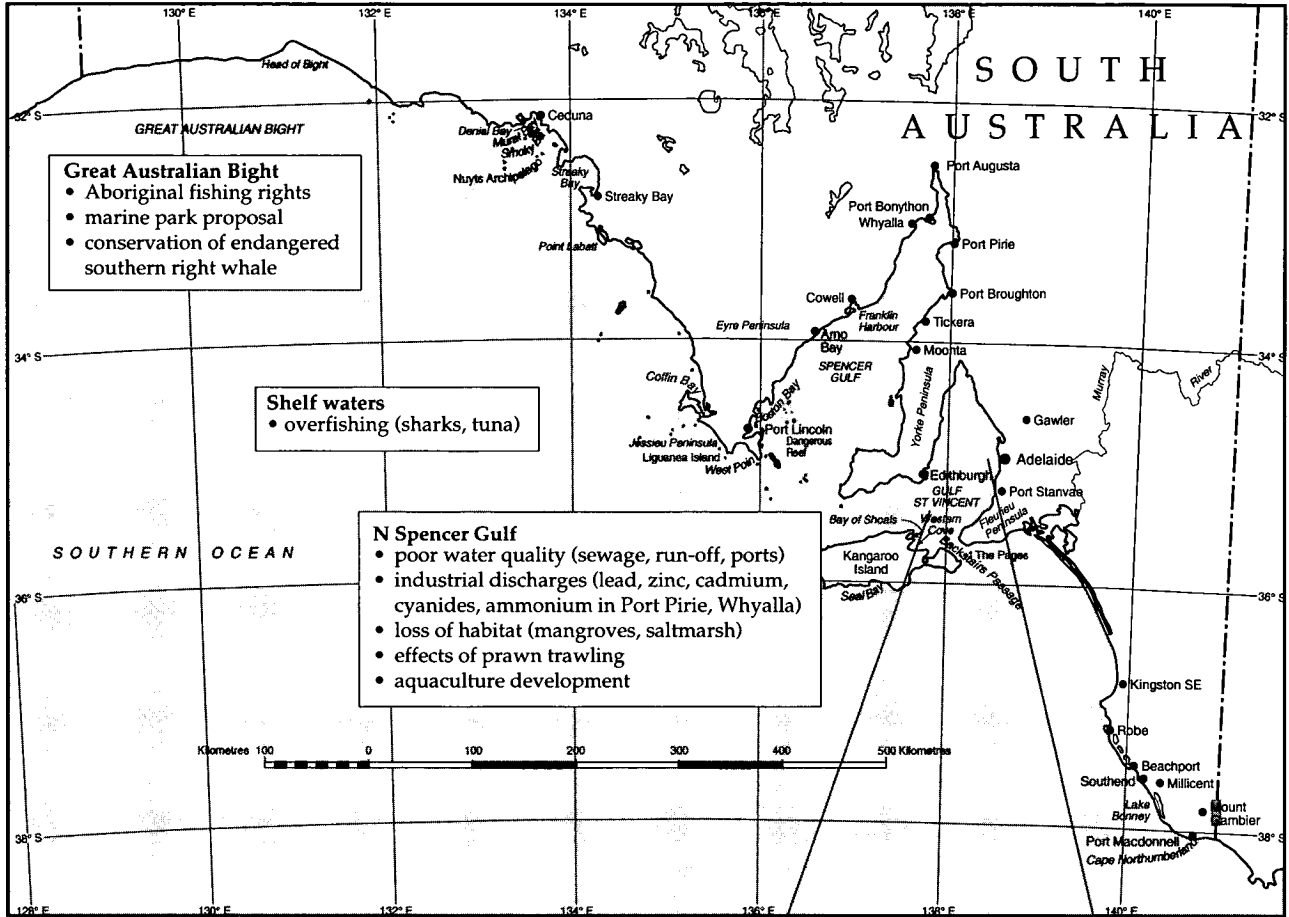 130° E
132° E
134° E
136° E
138° E
140° E
SOUTH
AUSTRALIA
Head of Bight
32° S
32° S
GREAT AUSTRALIAN BIGHT
Ceduna
Denial Bay
Smoky
Nuyts Archipelago
Streaky
Bay
Streaky Bay
Point Labatt
Great Australian Bight
• Aboriginal fishing rights
• marine park proposal
• conservation of endangered
southern right whale
Port Augusta
Port Bonython
Whyalla
Port Pirie
Cowell
Port Broughton
Franklin
Harbour
Tickera
Eyre Peninsula
Arno
Bay
Moonta
34° S
34° S
SPENCER
GULF
Coffin Bay
Boston Bay
Yorke Peninsula
Murray
River
Shelf waters
• overfishing (sharks, tuna)
Port Lincoln
Dangerous
Reef
Jussieu Peninsula
Liguanea Island
West Point
Gawler
Adelaide
Edithburgh
GULF
ST VINCENT
Port Stanvac
Fleurieu
Peninsula
Bay of Shoals
Western
Cove
Backstairs Passage
The Pages
Kangaroo
Island
Seal Bay
SOUTHERN OCEAN
N Spencer Gulf
• poor water quality (sewage, run-off, ports)
• industrial discharges (lead, zinc, cadmium,
cyanides, ammonium in Port Pirie, Whyalla)
• loss of habitat (mangroves, saltmarsh)
• effects of prawn trawling
• aquaculture development
36° S
36° S
Kingston SE
Robe
Kilometres 100 0 100 200 300 400 500 Kilometres
Beachport
Southend
Millicent
Lake
Bonney
Mount
Gambier
38° S
38° S
Port Macdonnell
Cape Northumberland
128° E
130° E
132° E
134° E
136° E
138° E
140° E